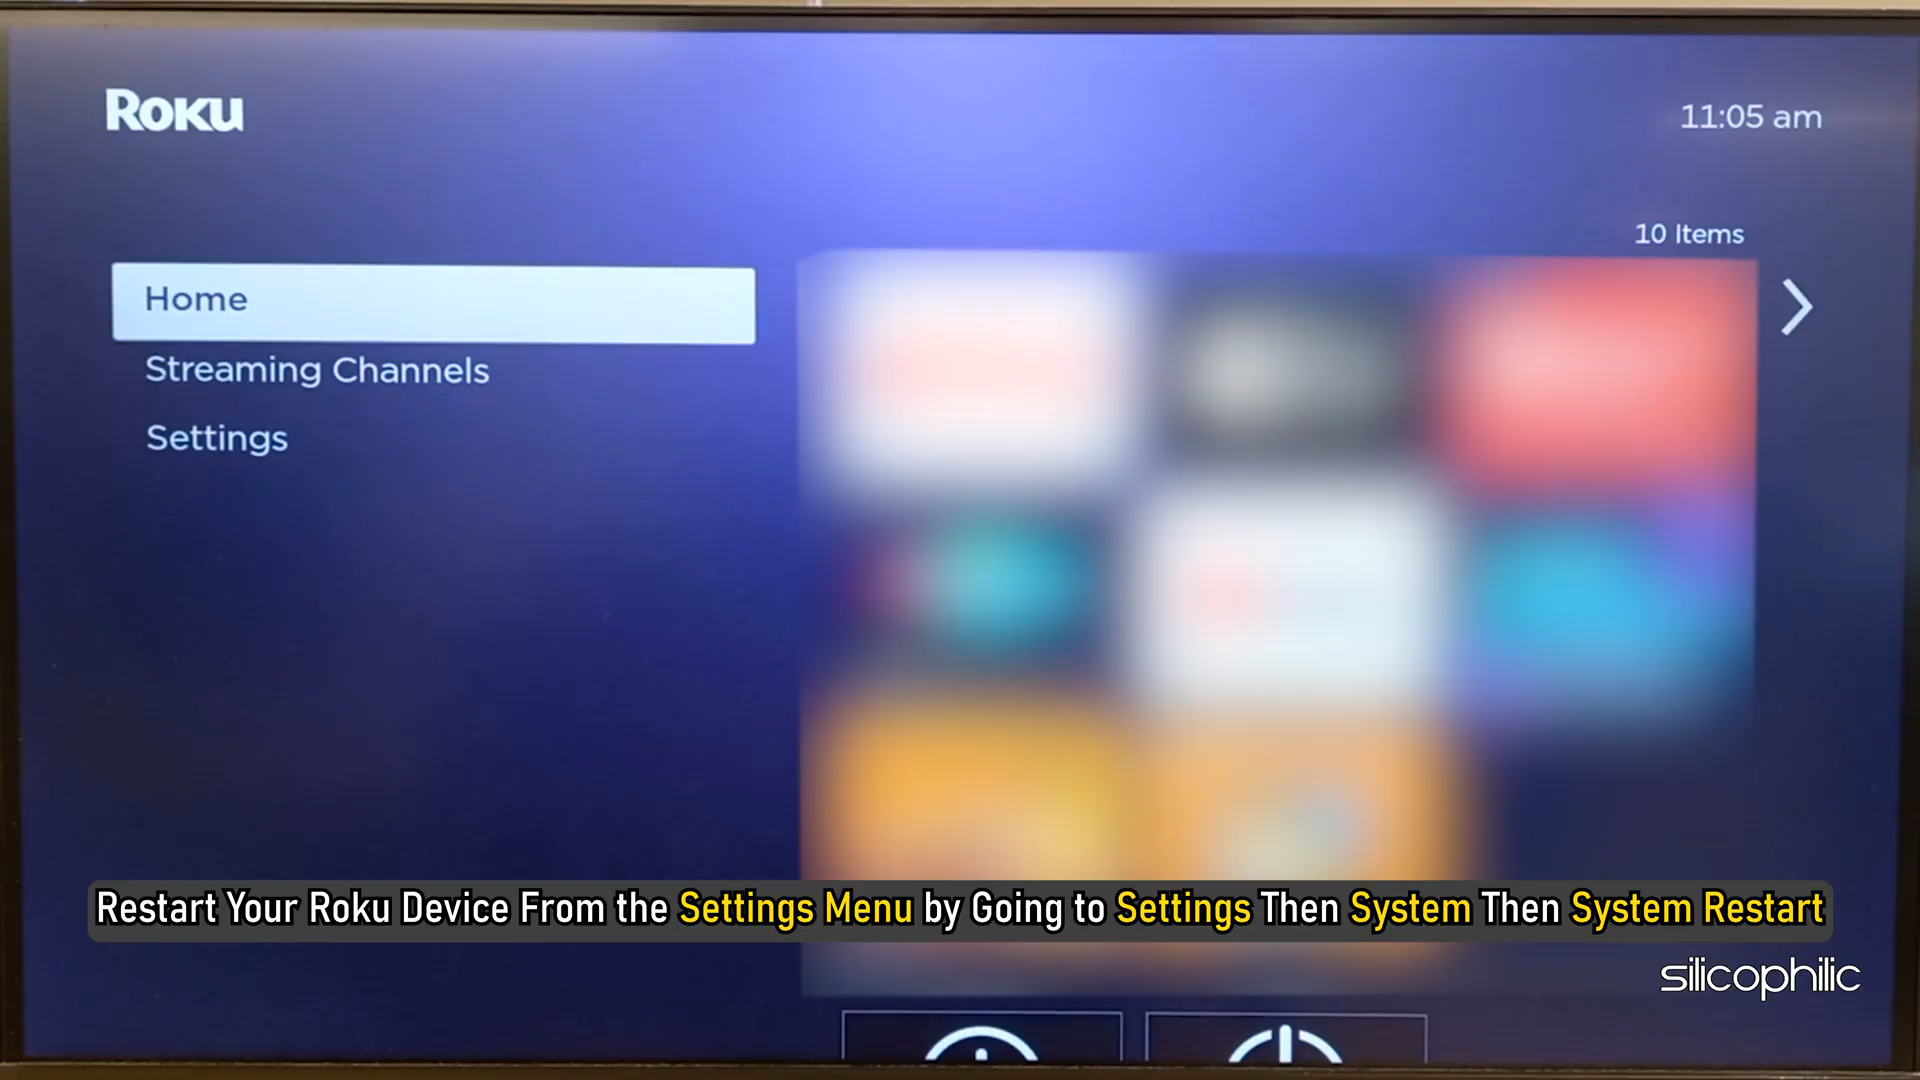 Roku
11:05 am
10 Items
Home
Streaming Channels
Settings
Restart Your Roku Device From the Settings Menu by Going to Settings Then System Then System Restart
silicophilic